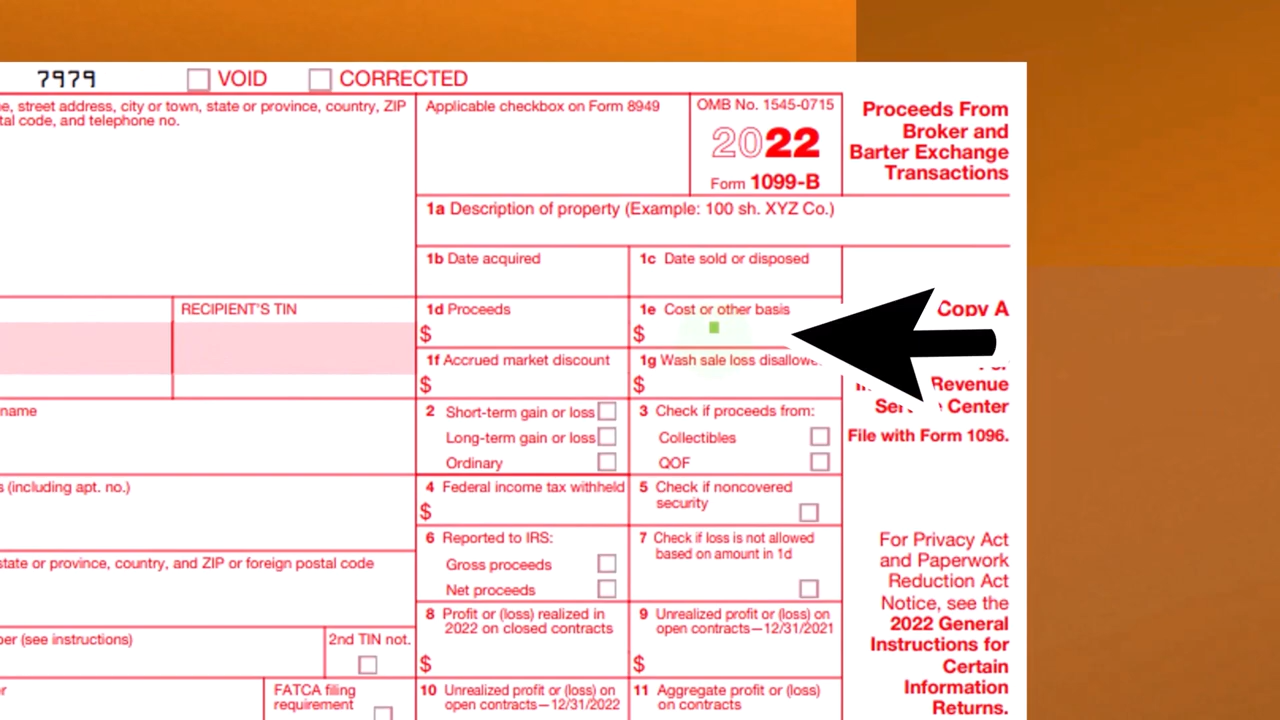 7979
VOID
CORRECTED
e, street address, city or town, state or province, country, ZIP
tal code, and telephone no.
Applicable checkbox on Form 8949
OMB No. 1545-0715
2022
Form 1099-B
Proceeds From
Broker and
Barter Exchange
Transactions
1a Description of property (Example: 100 sh. XYZ Co.)
1b Date acquired
1c Date sold or disposed
RECIPIENT'S TIN
1d Proceeds
$
1e Cost or other basis
$
Copy A
1f Accrued market discount
$
1g Wash sale loss disallowe
$
Revenue
Center
File with Form 1096.
name
2 Short-term gain or loss
Long-term gain or loss
Ordinary
3 Check if proceeds from:
Collectibles
QOF
s (including apt. no.)
4 Federal income tax withheld
$
5 Check if noncovered
security
6 Reported to IRS:
Gross proceeds
Net proceeds
7 Check if loss is not allowed
based on amount in 1d
state or province, country, and ZIP or foreign postal code
For Privacy Act
and Paperwork
Reduction Act
Notice, see the
2022 General
Instructions for
Certain
Information
Returns.
8 Profit or (loss) realized in
2022 on closed contracts
$
9 Unrealized profit or (loss) on
open contracts—12/31/2021
$
er (see instructions)
2nd TIN not.
FATCA filing
requirement
10 Unrealized profit or (loss) on
open contracts—12/31/2022
11 Aggregate profit or (loss)
on contracts